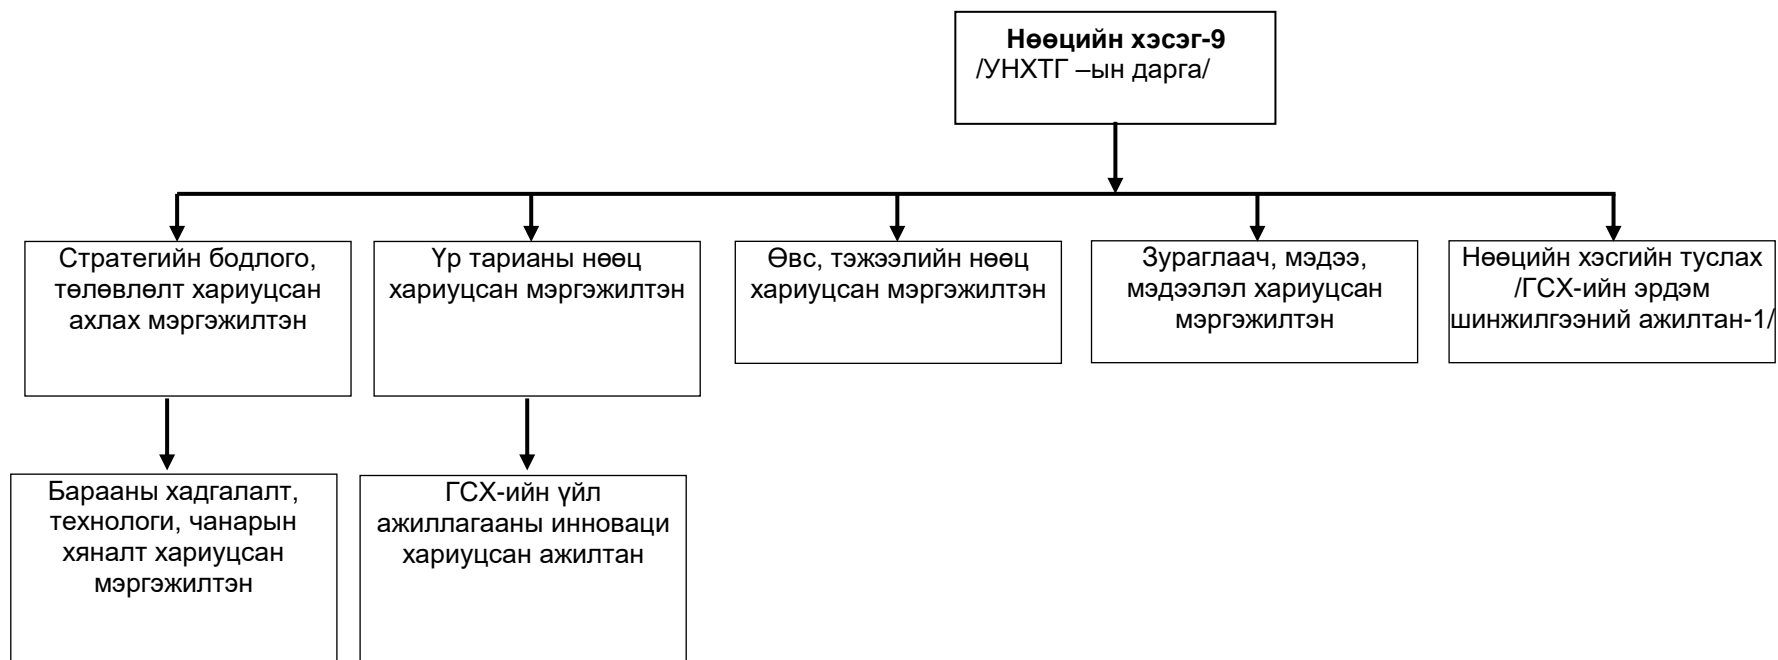 Нөөцийн хэсэг-9
/УНХТГ –ын дарга/
Стратегийн бодлого,
төлөвлөлт хариуцсан
ахлах мэргэжилтэн
Үр тарианы нөөц
хариуцсан мэргэжилтэн
Өвс, тэжээлийн нөөц
хариуцсан мэргэжилтэн
Зураглаач, мэдээ,
мэдээлэл хариуцсан
мэргэжилтэн
Нөөцийн хэсгийн туслах
/ГСХ-ийн эрдэм
шинжилгээний ажилтан-1/
Барааны хадгалалт,
технологи, чанарын
хяналт хариуцсан
мэргэжилтэн
ГСХ-ийн үйл
ажиллагааны инноваци
хариуцсан ажилтан